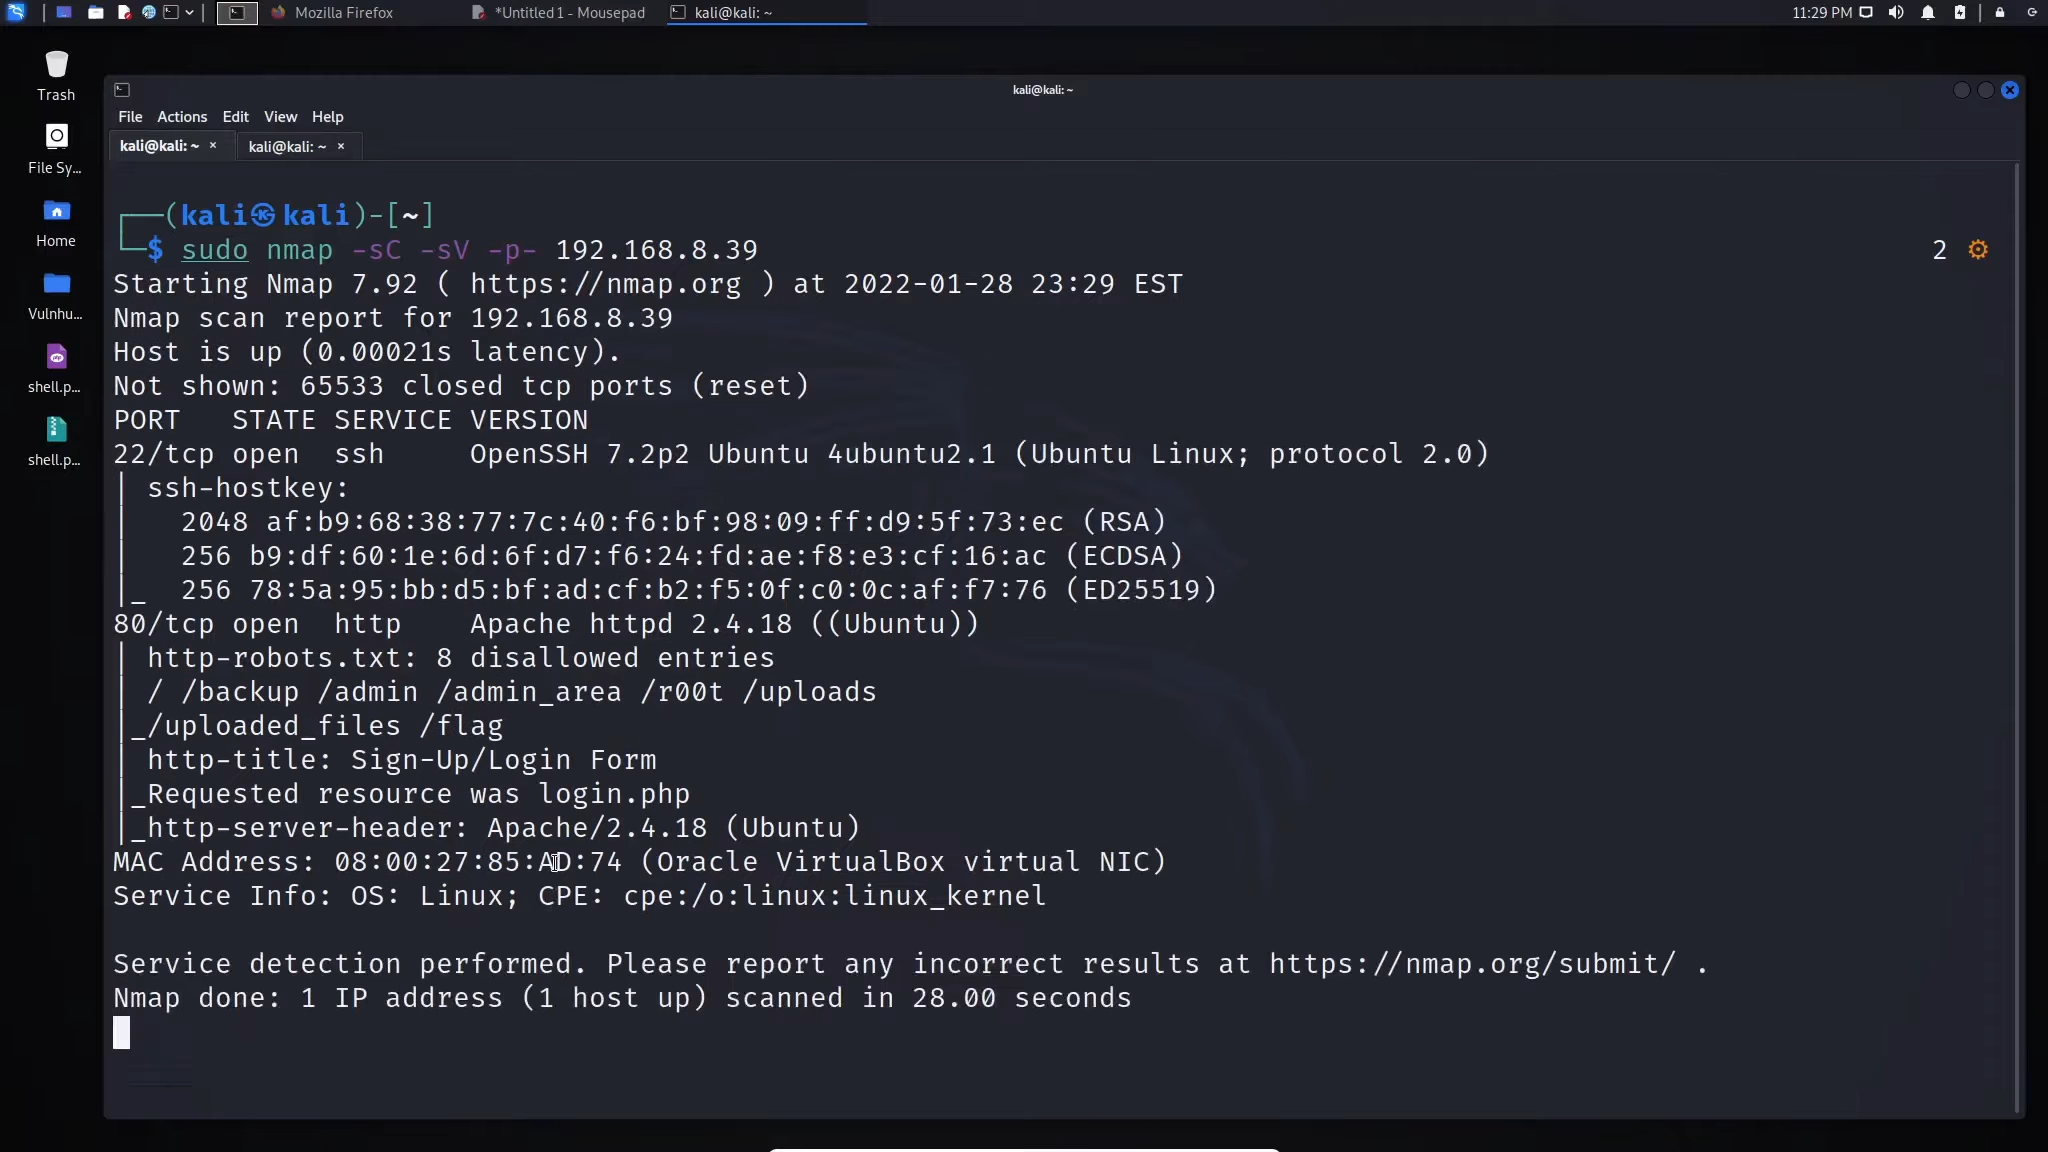 Mozilla Firefox
*Untitled 1 - Mousepad
kali@kali: ~
11:29 PM
Trash
File Sy...
Home
Vulnhu...
shell.p...
shell.p...
kali@kali: ~
File Actions Edit View Help
kali@kali: ~ ×
kali@kali: ~ ×
┌──(kali㉿kali)-[~]
└─$ sudo nmap -sC -sV -p- 192.168.8.39
2
Starting Nmap 7.92 ( https://nmap.org ) at 2022-01-28 23:29 EST
Nmap scan report for 192.168.8.39
Host is up (0.00021s latency).
Not shown: 65533 closed tcp ports (reset)
PORT   STATE SERVICE VERSION
22/tcp open  ssh     OpenSSH 7.2p2 Ubuntu 4ubuntu2.1 (Ubuntu Linux; protocol 2.0)
| ssh-hostkey:
|   2048 af:b9:68:38:77:7c:40:f6:bf:98:09:ff:d9:5f:73:ec (RSA)
|   256 b9:df:60:1e:6d:6f:d7:f6:24:fd:ae:f8:e3:cf:16:ac (ECDSA)
|_  256 78:5a:95:bb:d5:bf:ad:cf:b2:f5:0f:c0:0c:af:f7:76 (ED25519)
80/tcp open  http    Apache httpd 2.4.18 ((Ubuntu))
| http-robots.txt: 8 disallowed entries
| / /backup /admin /admin_area /r00t /uploads
|_/uploaded_files /flag
| http-title: Sign-Up/Login Form
|_Requested resource was login.php
|_http-server-header: Apache/2.4.18 (Ubuntu)
MAC Address: 08:00:27:85:AD:74 (Oracle VirtualBox virtual NIC)
Service Info: OS: Linux; CPE: cpe:/o:linux:linux_kernel
Service detection performed. Please report any incorrect results at https://nmap.org/submit/ .
Nmap done: 1 IP address (1 host up) scanned in 28.00 seconds